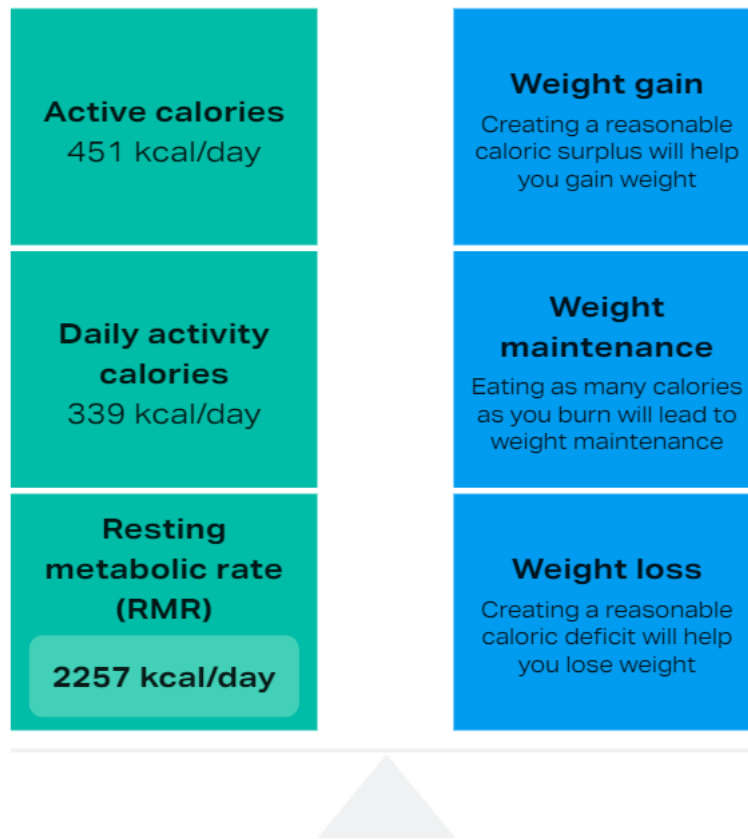 Active calories
451 kcal/day
Daily activity
calories
339 kcal/day
Resting
metabolic rate
(RMR)
2257 kcal/day
Weight gain
Creating a reasonable
caloric surplus will help
you gain weight
Weight
maintenance
Eating as many calories
as you burn will lead to
weight maintenance
Weight loss
Creating a reasonable
caloric deficit will help
you lose weight